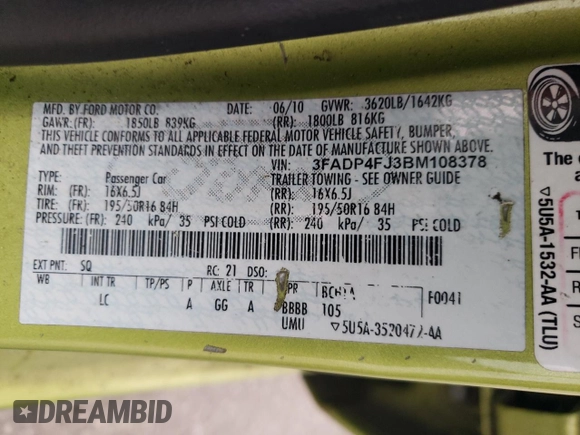 MFD. BY FORD MOTOR CO. DATE: 06/10 GVWR: 3620LB/1642KG
GAWR: (FR): 1850LB 839KG (RR): 1800LB 816KG
THIS VEHICLE CONFORMS TO ALL APPLICABLE FEDERAL MOTOR VEHICLE SAFETY, BUMPER,
AND THEFT PREVENTION STANDARDS IN EFFECT ON THE DATE OF MANUFACTURE SHOWN ABOVE.
VIN: 3FADP4FJ3BM108378
TYPE: Passenger Car TRAILER TOWING - SEE OWNER GUIDE
RIM: (FR): 16X6.5J (RR): 16X6.5J
TIRE: (FR): 195/50R16 84H (RR): 195/50R16 84H
PRESSURE: (FR): 240 kPa/ 35 PSI COLD (RR): 240 kPa/ 35 PSI COLD
EXT PNT: SQ RC: 21 DSO:
WB INT TR TP/PS R AXLE TR SPR
LC A GG A BBBB 105 F0041
UMU
▽5U5A-3520472-AA
The
a
▽5U5A-1532-AA (TLU)
F
R
S
DREAMBID